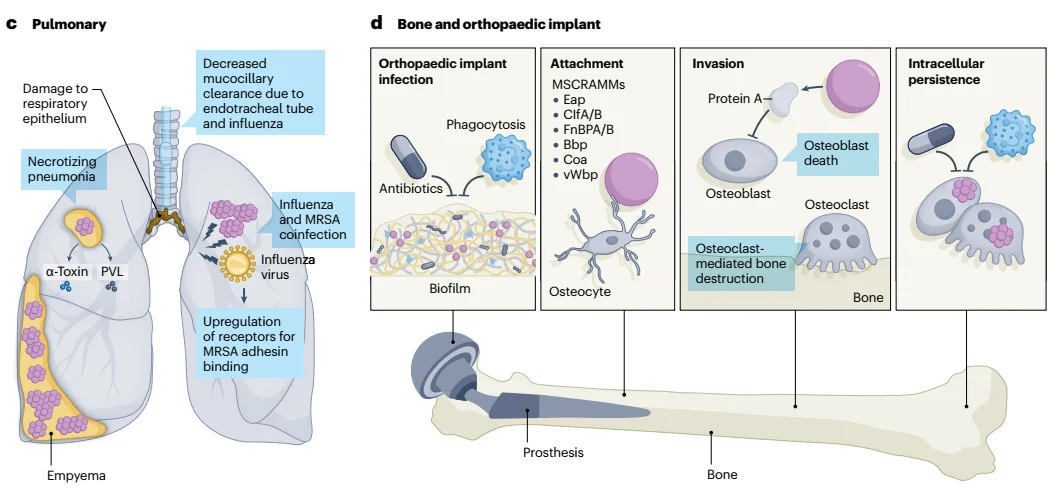 c Pulmonary
Damage to
respiratory
epithelium
Decreased
mucocillary
clearance due to
endotracheal tube
and influenza
Necrotizing
pneumonia
α-Toxin
PVL
Influenza
and MRSA
coinfection
Influenza
virus
Upregulation
of receptors for
MRSA adhesin
binding
Empyema
d Bone and orthopaedic implant
Orthopaedic implant
infection
Phagocytosis
Antibiotics
Biofilm
Attachment
MSCRAMMs
• Eap
• ClfA/B
• FnBPA/B
• Bbp
• Coa
• vWbp
Osteocyte
Invasion
Protein A
Osteoblast
death
Osteoblast
Osteoclast
Osteoclast-
mediated bone
destruction
Bone
Intracellular
persistence
Prosthesis
Bone